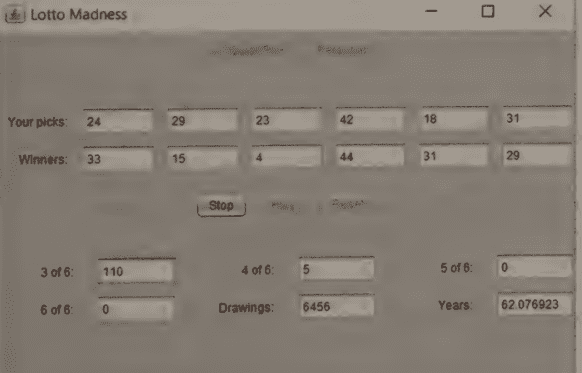 Lotto Madness
Your picks: 24 29 23 42 18 31
Winners: 33 15 4 44 31 29
Stop
3 of 6: 110 4 of 6: 5 5 of 6: 0
6 of 6: 0 Drawings: 6456 Years: 62.076923